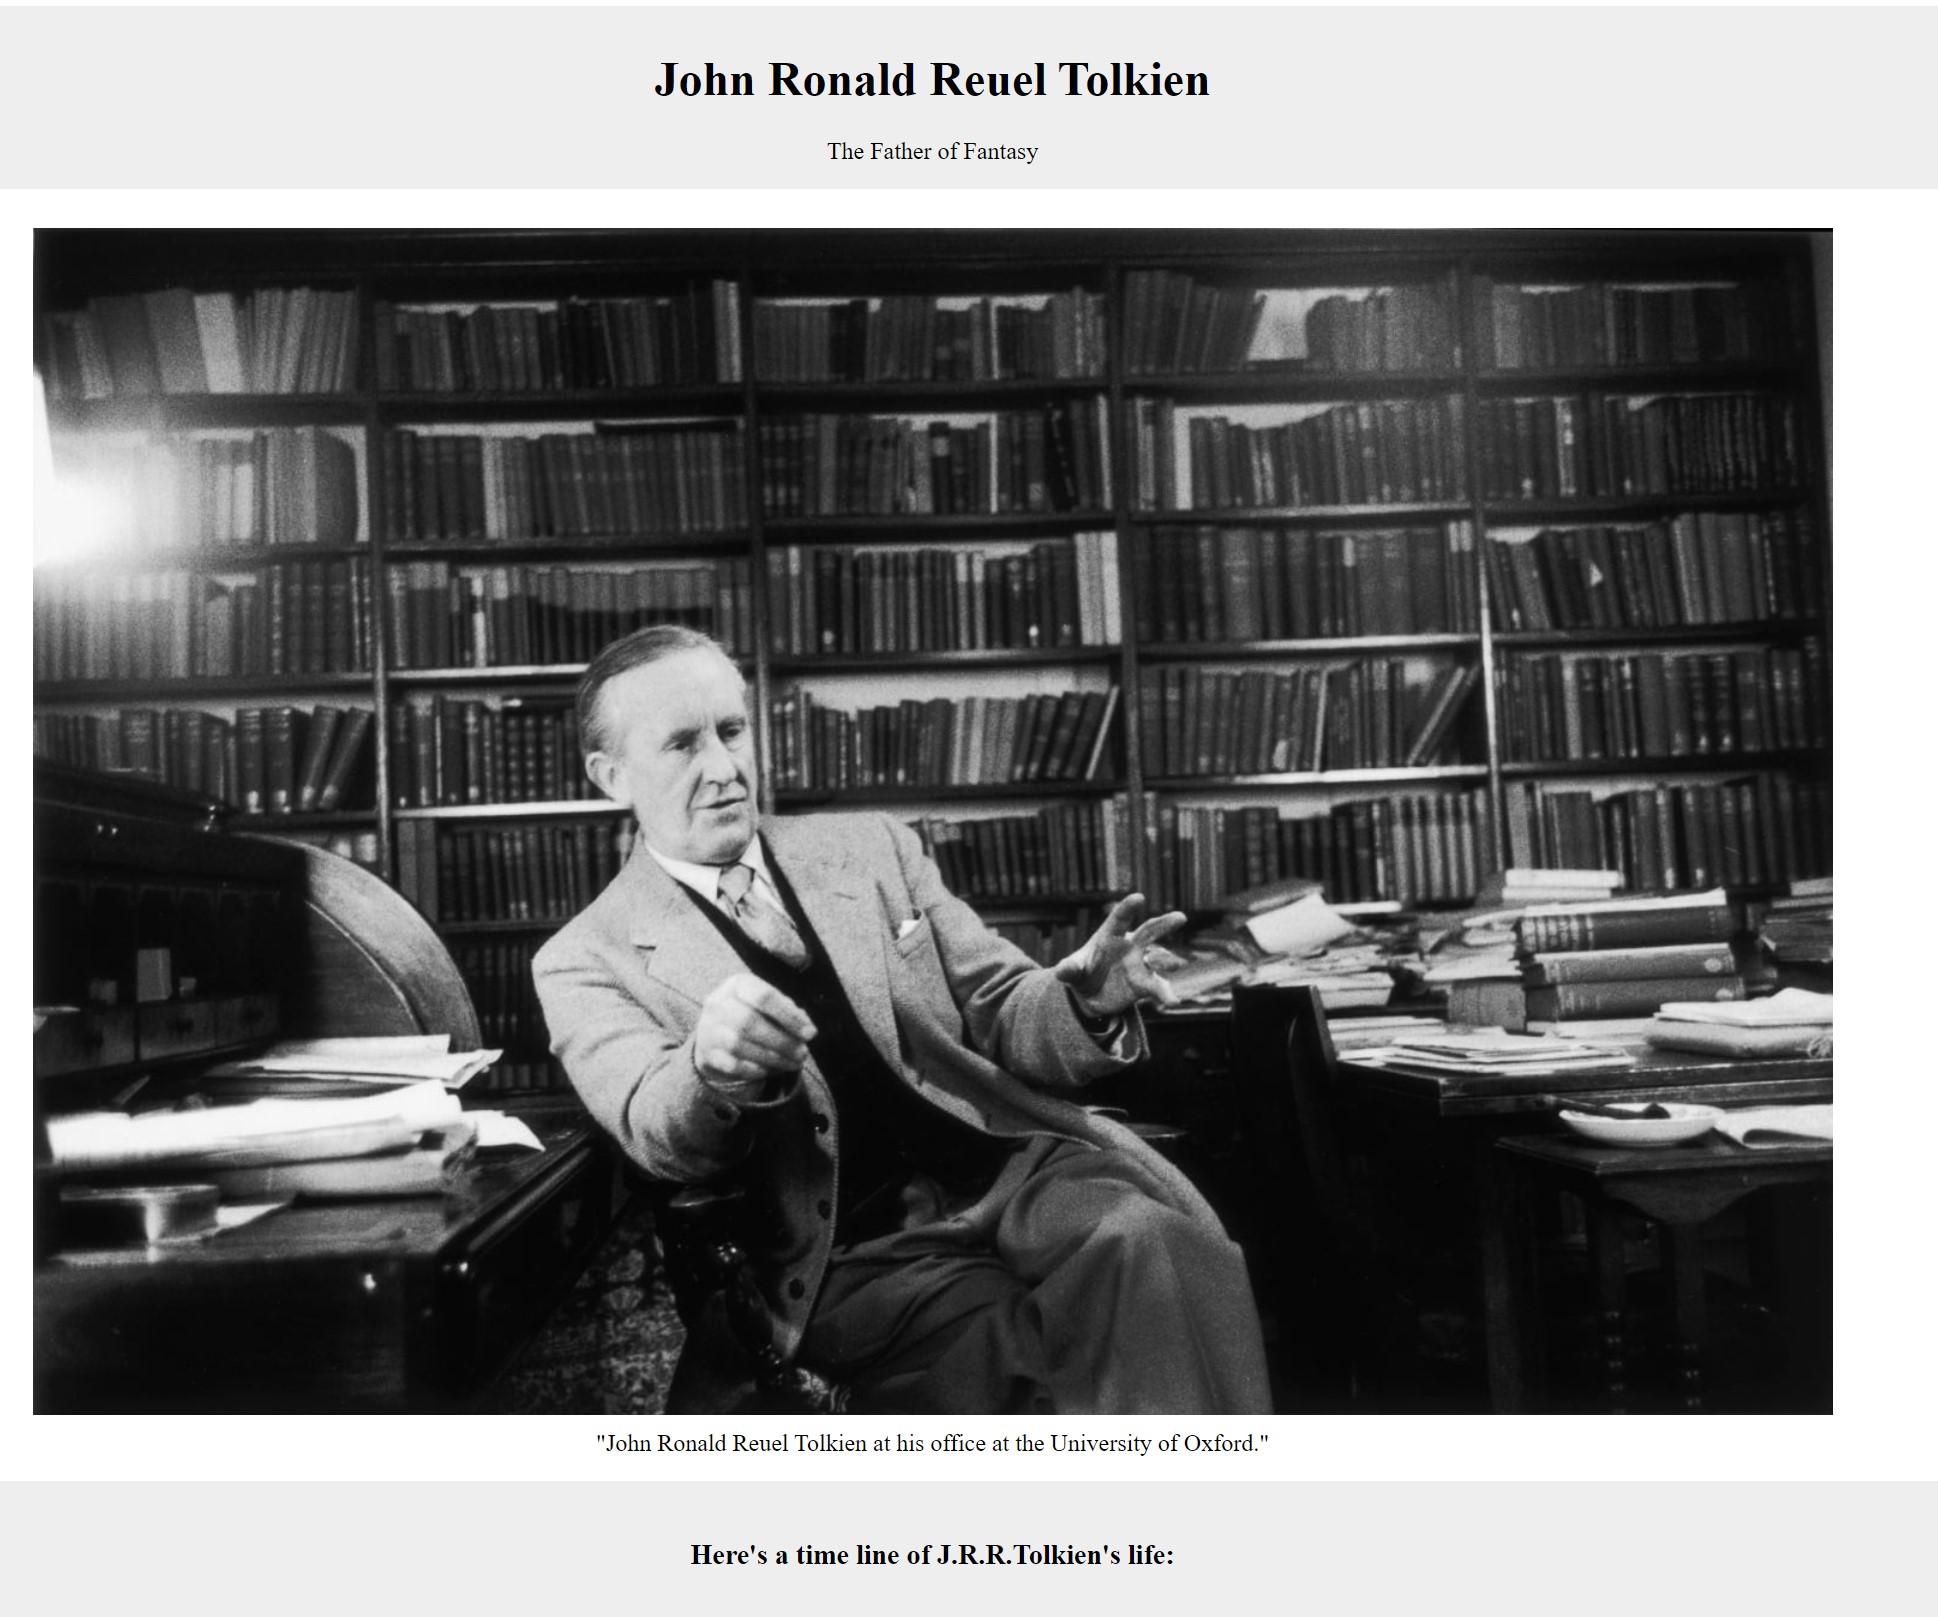 John Ronald Reuel Tolkien
The Father of Fantasy
"John Ronald Reuel Tolkien at his office at the University of Oxford."
Here's a time line of J.R.R.Tolkien's life: